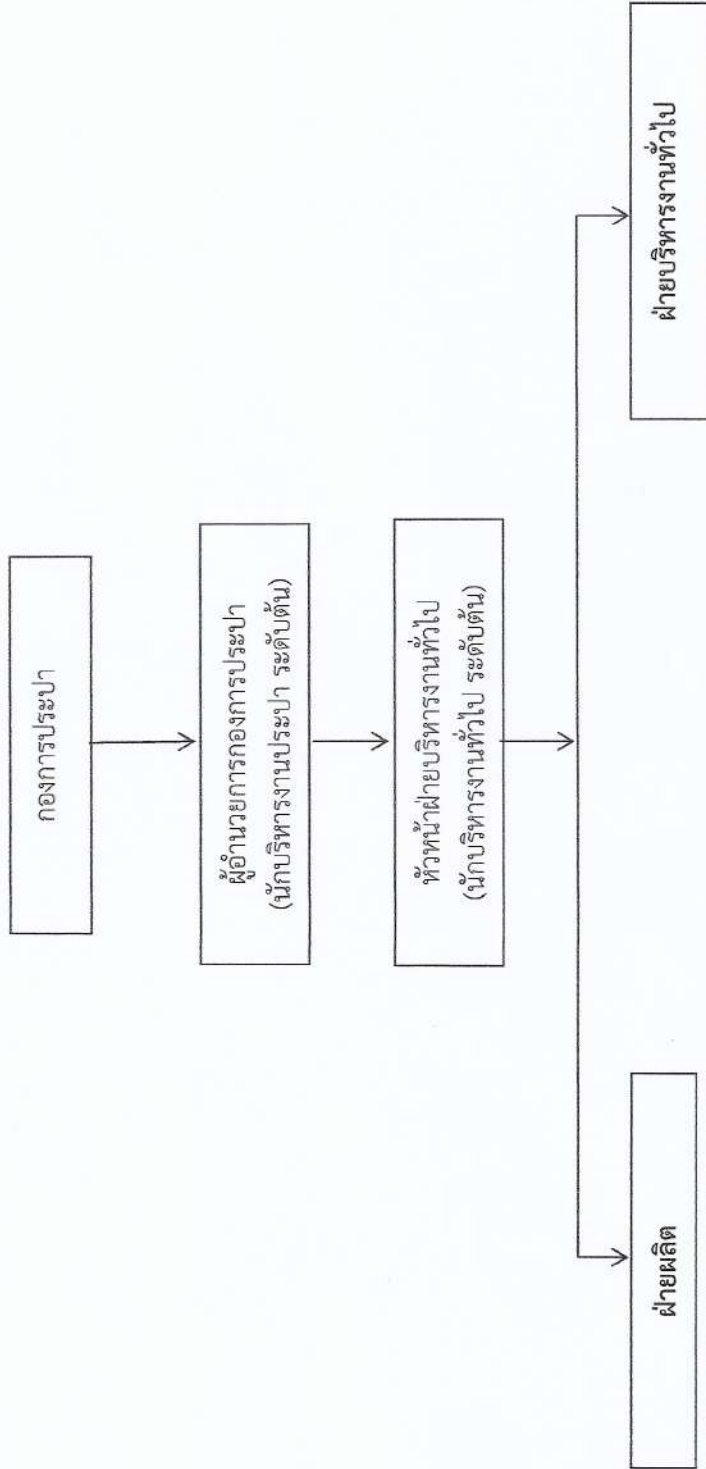 กองการประปา
ผู้อำนวยการกองการประปา
(นักบริหารงานประปา ระดับต้น)
หัวหน้าฝ่ายบริหารงานทั่วไป
(นักบริหารงานทั่วไป ระดับต้น)
ฝ่ายผลิต
ฝ่ายบริหารงานทั่วไป